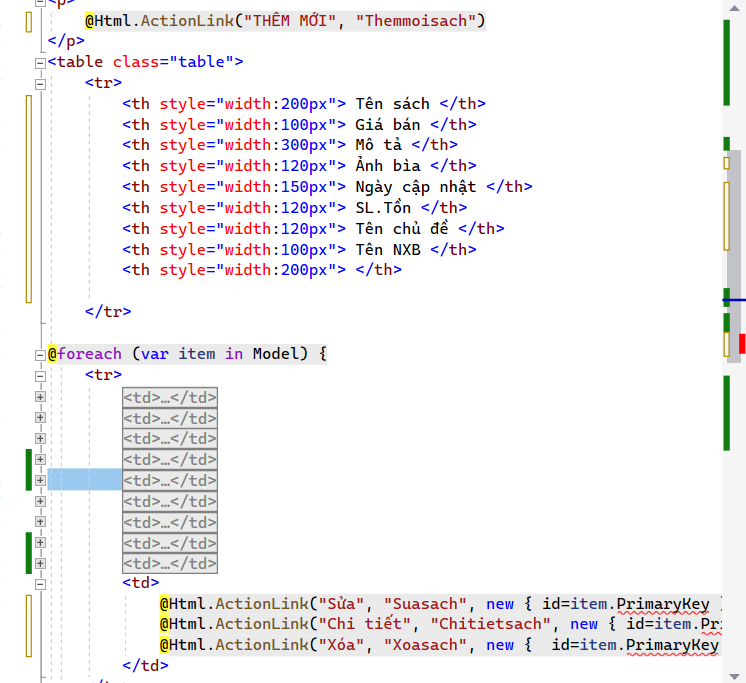 <p>
@Html.ActionLink("THÊM MỚI", "Themmoisach")
</p>
<table class="table">
<tr>
<th style="width:200px"> Tên sách </th>
<th style="width:100px"> Giá bán </th>
<th style="width:300px"> Mô tả </th>
<th style="width:120px"> Ảnh bìa </th>
<th style="width:150px"> Ngày cập nhật </th>
<th style="width:120px"> SL.Tồn </th>
<th style="width:120px"> Tên chủ đề </th>
<th style="width:100px"> Tên NXB </th>
<th style="width:200px"> </th>
</tr>
@foreach (var item in Model) {
<tr>
<td>…</td>
<td>…</td>
<td>…</td>
<td>…</td>
<td>…</td>
<td>…</td>
<td>…</td>
<td>…</td>
<td>…</td>
<td>
@Html.ActionLink("Sửa", "Suasach", new { id=item.PrimaryKey }
@Html.ActionLink("Chi tiết", "Chitietsach", new { id=item.Pri
@Html.ActionLink("Xóa", "Xoasach", new {  id=item.PrimaryKey
</td>